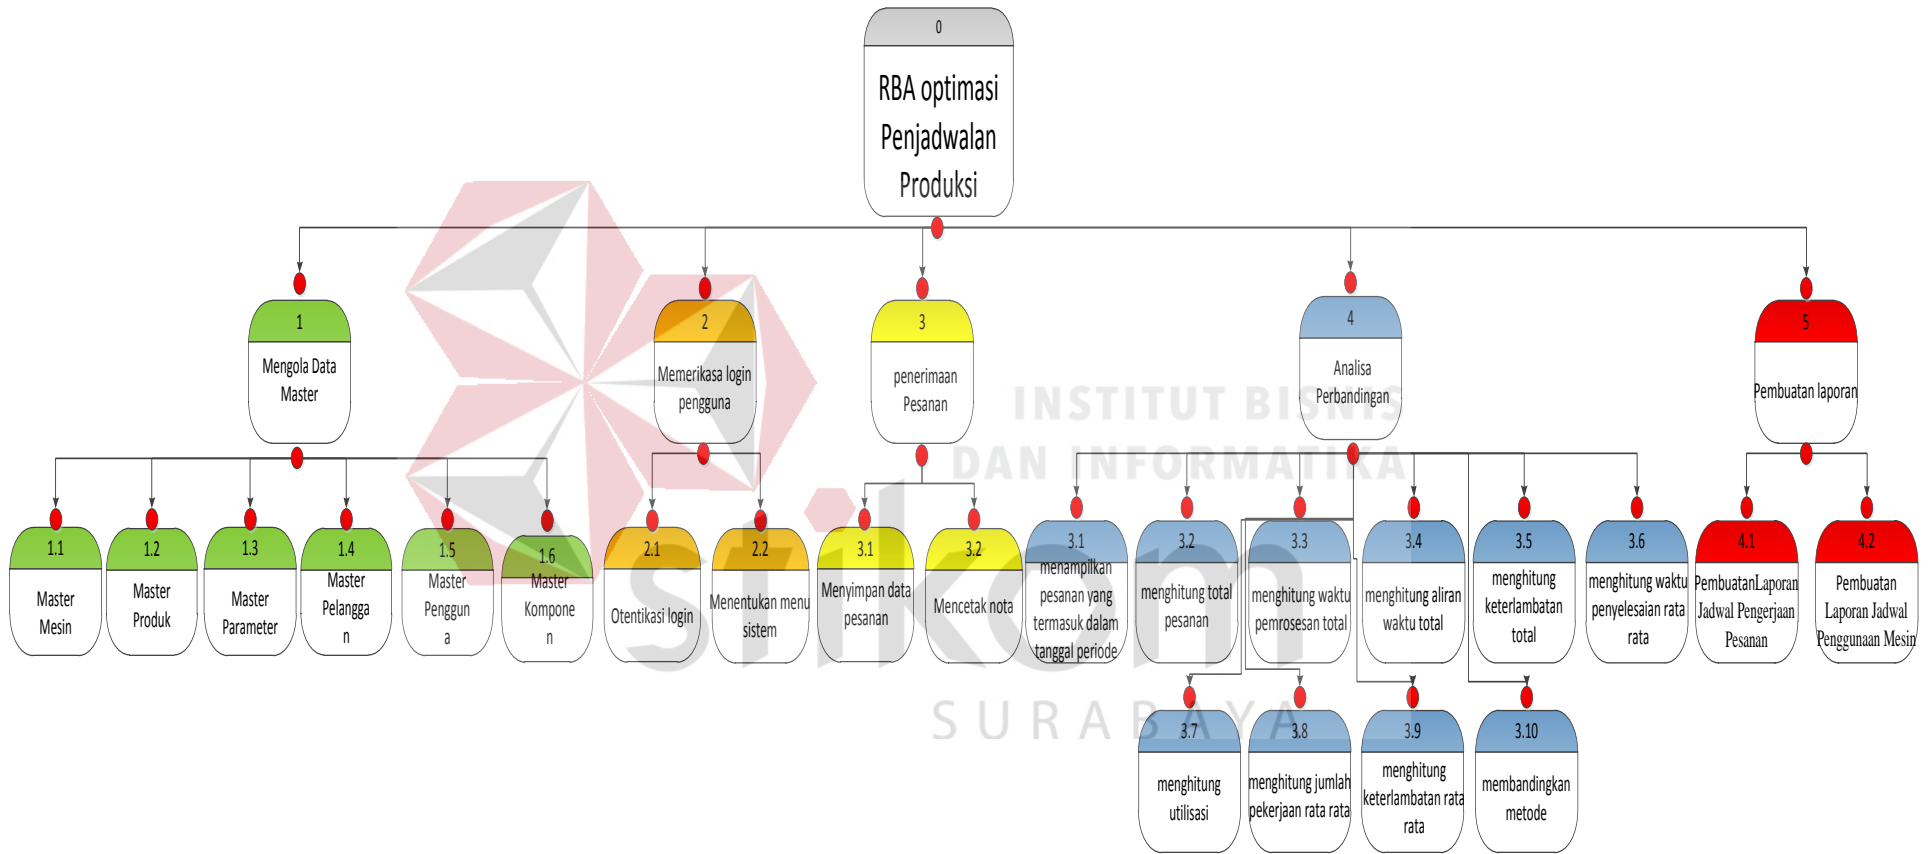 0
RBA optimasi
Penjadwalan
Produksi
1
Mengola Data
Master
2
Memerikasa login
pengguna
3
penerimaan
Pesanan
4
Analisa
Perbandingan
5
Pembuatan laporan
INSTITUT BISNIS
DAN INFORMATIKA
stikom
SURABAYA
1.1
Master
Mesin
1.2
Master
Produk
1.3
Master
Parameter
1.4
Master
Pelangga
n
1.5
Master
Penggun
a
1.6
Master
Kompone
n
2.1
Otentikasi login
2.2
Menentukan menu
sistem
3.1
Menyimpan data
pesanan
3.2
Mencetak nota
3.1
menampilkan
pesanan yang
termasuk dalam
tanggal periode
3.2
menghitung total
pesanan
3.3
menghitung waktu
pemrosesan total
3.4
menghitung aliran
waktu total
3.5
menghitung
keterlambatan
total
3.6
menghitung waktu
penyelesaian rata
rata
4.1
PembuatanLaporan
Jadwal Pengerjaan
Pesanan
4.2
Pembuatan
Laporan Jadwal
Penggunaan Mesin
3.7
menghitung
utilisasi
3.8
menghitung jumlah
pekerjaan rata rata
3.9
menghitung
keterlambatan rata
rata
3.10
membandingkan
metode